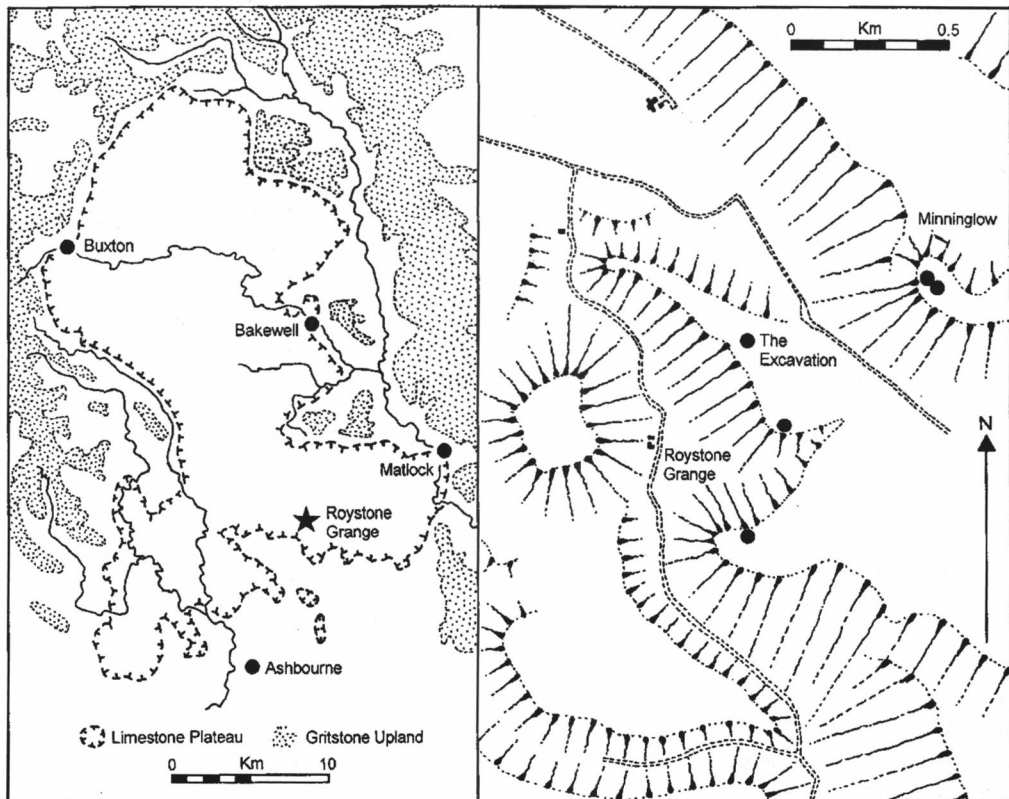 Buxton
Bakewell
Matlock
Roystone
Grange
Ashbourne
Limestone Plateau
Gritstone Upland
Km
0 10
Km
0 0.5
Minninglow
The
Excavation
N
Roystone
Grange